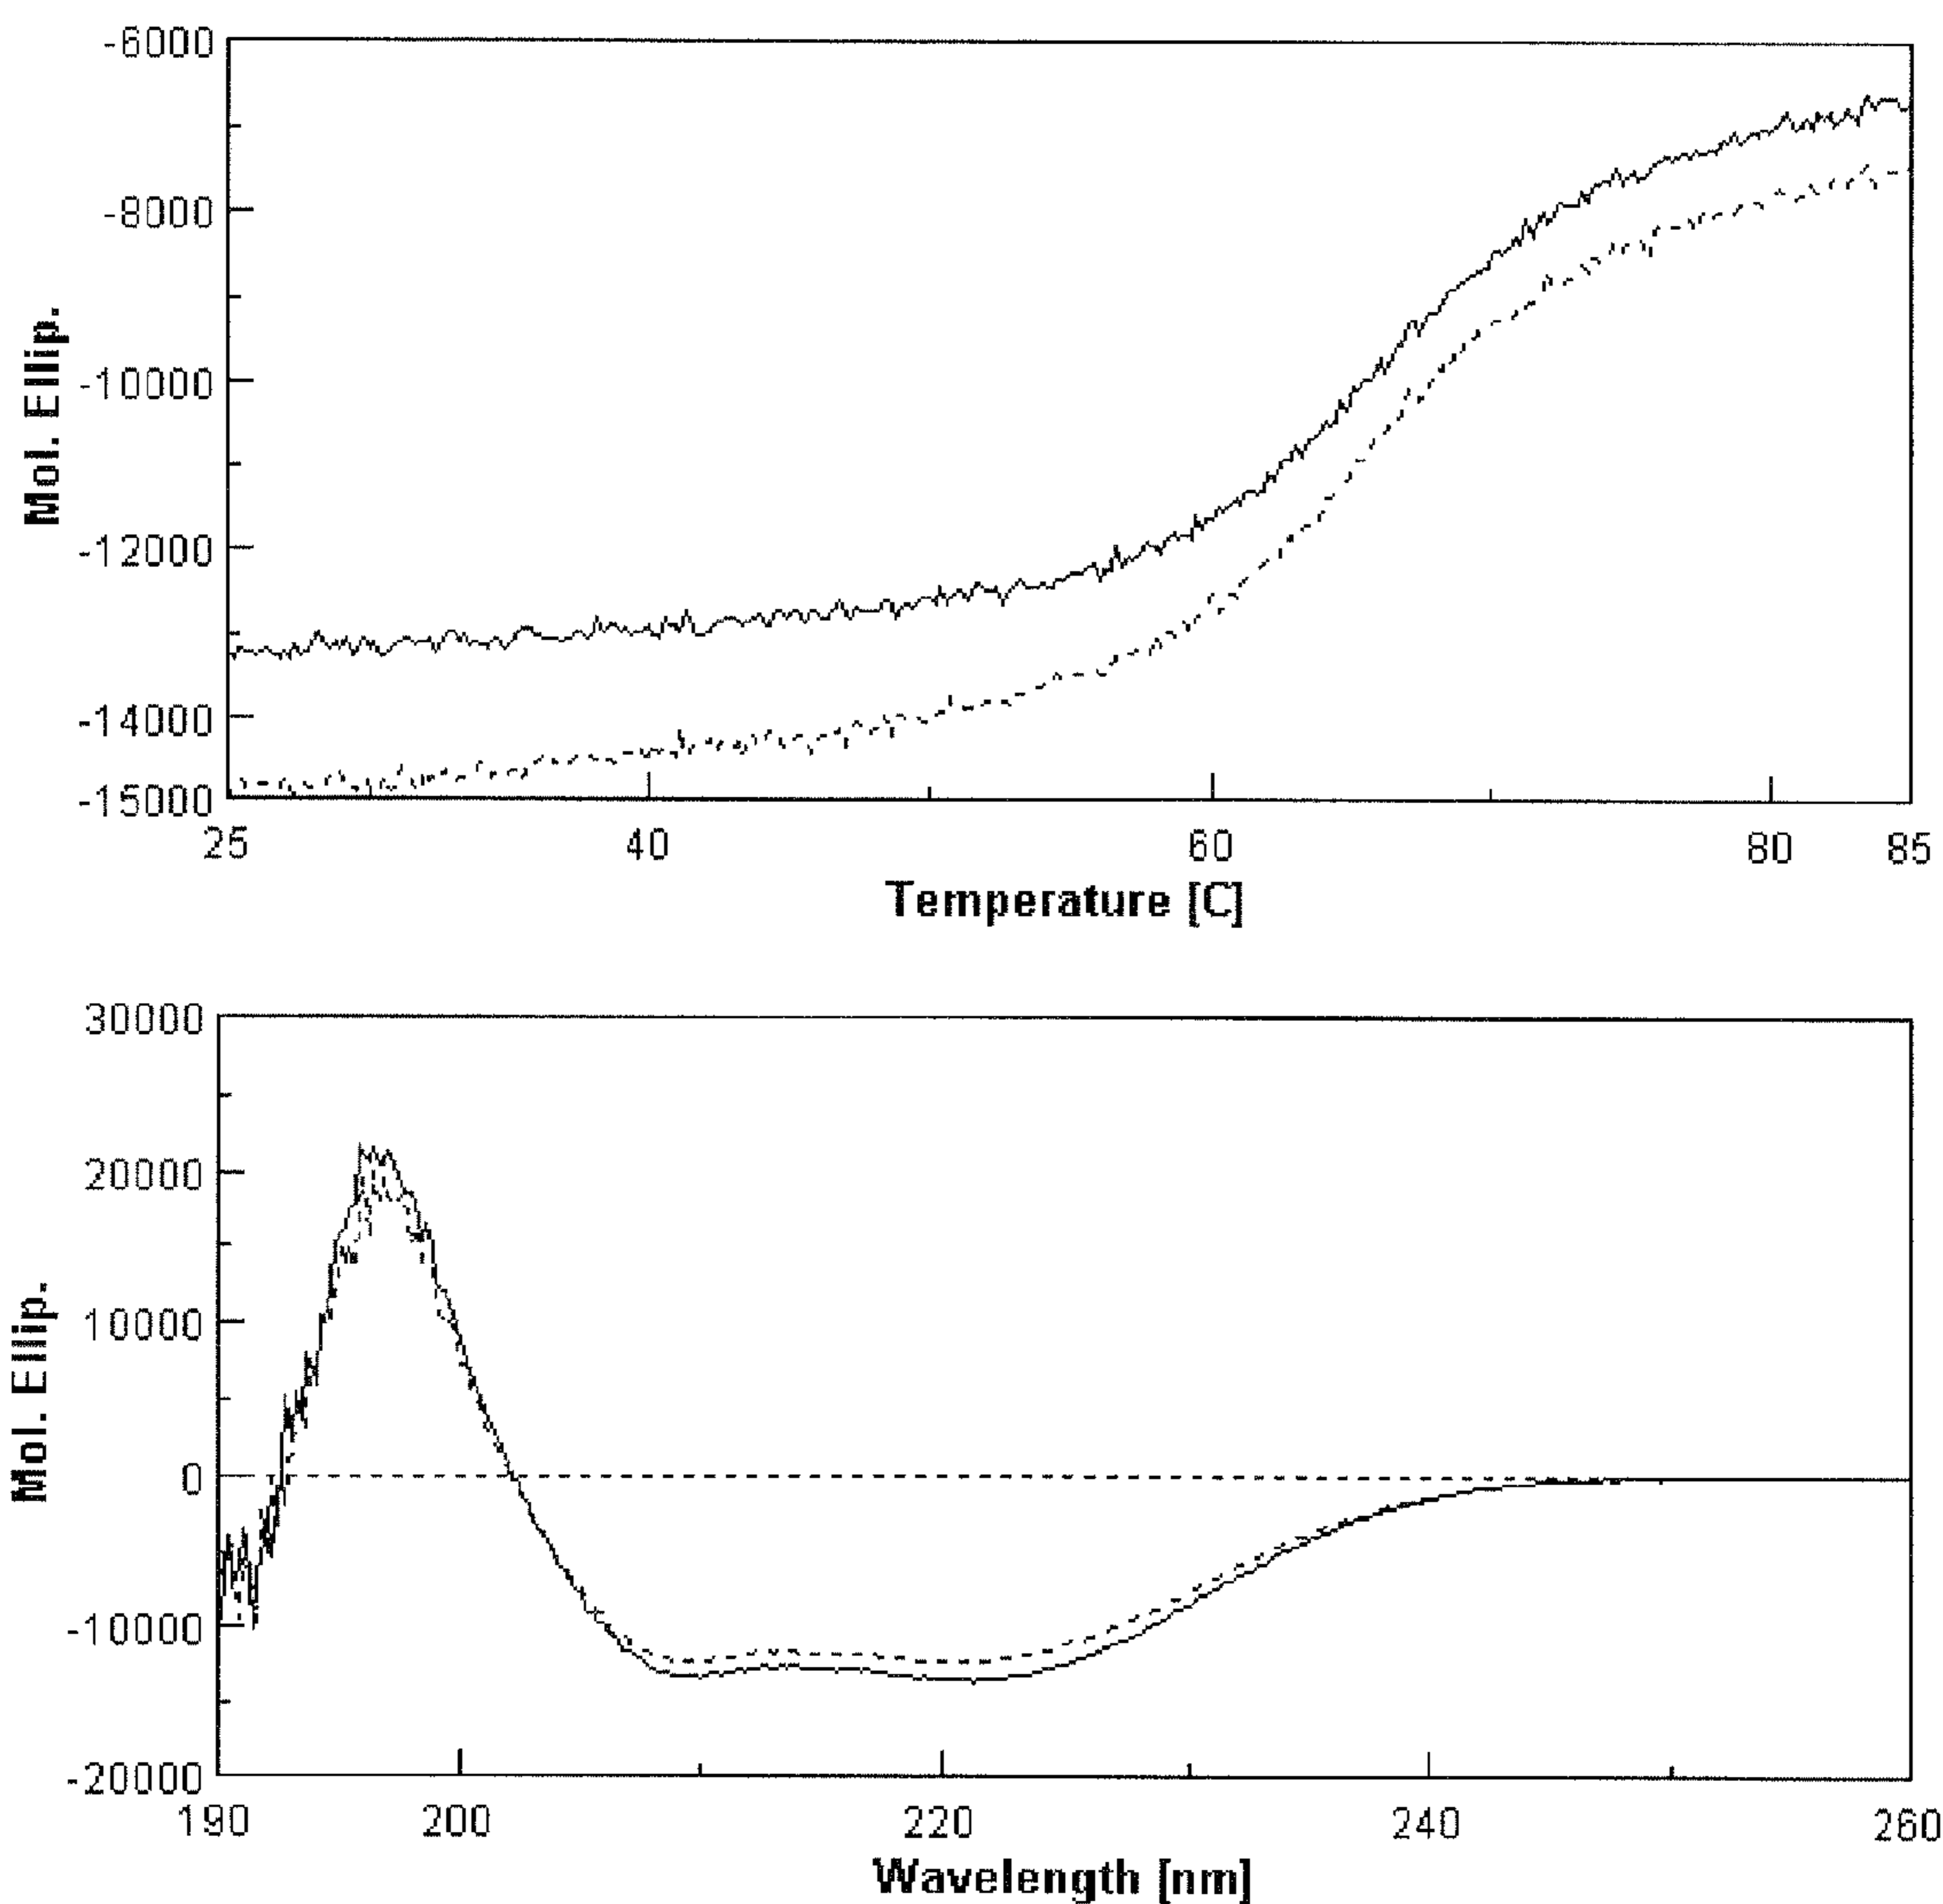 -6000
-8000
-10000
-12000
-14000
-15000
Mol. Ellip.
25 40 60 80 85
Temperature [C]
30000
20000
10000
0
-10000
-20000
Mol. Ellip.
190 200 220 240 260
Wavelength [nm]